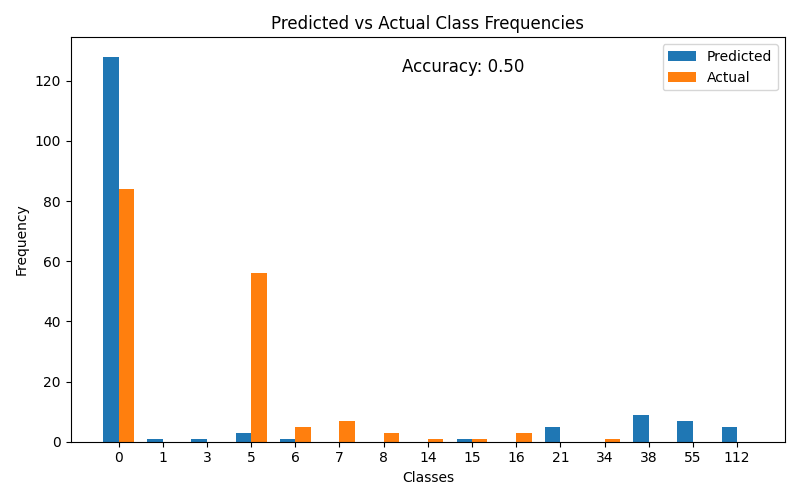 Predicted vs Actual Class Frequencies
Accuracy: 0.50
Predicted
Actual
Frequency
120
100
80
60
40
20
0
0 1 3 5 6 7 8 14 15 16 21 34 38 55 112
Classes